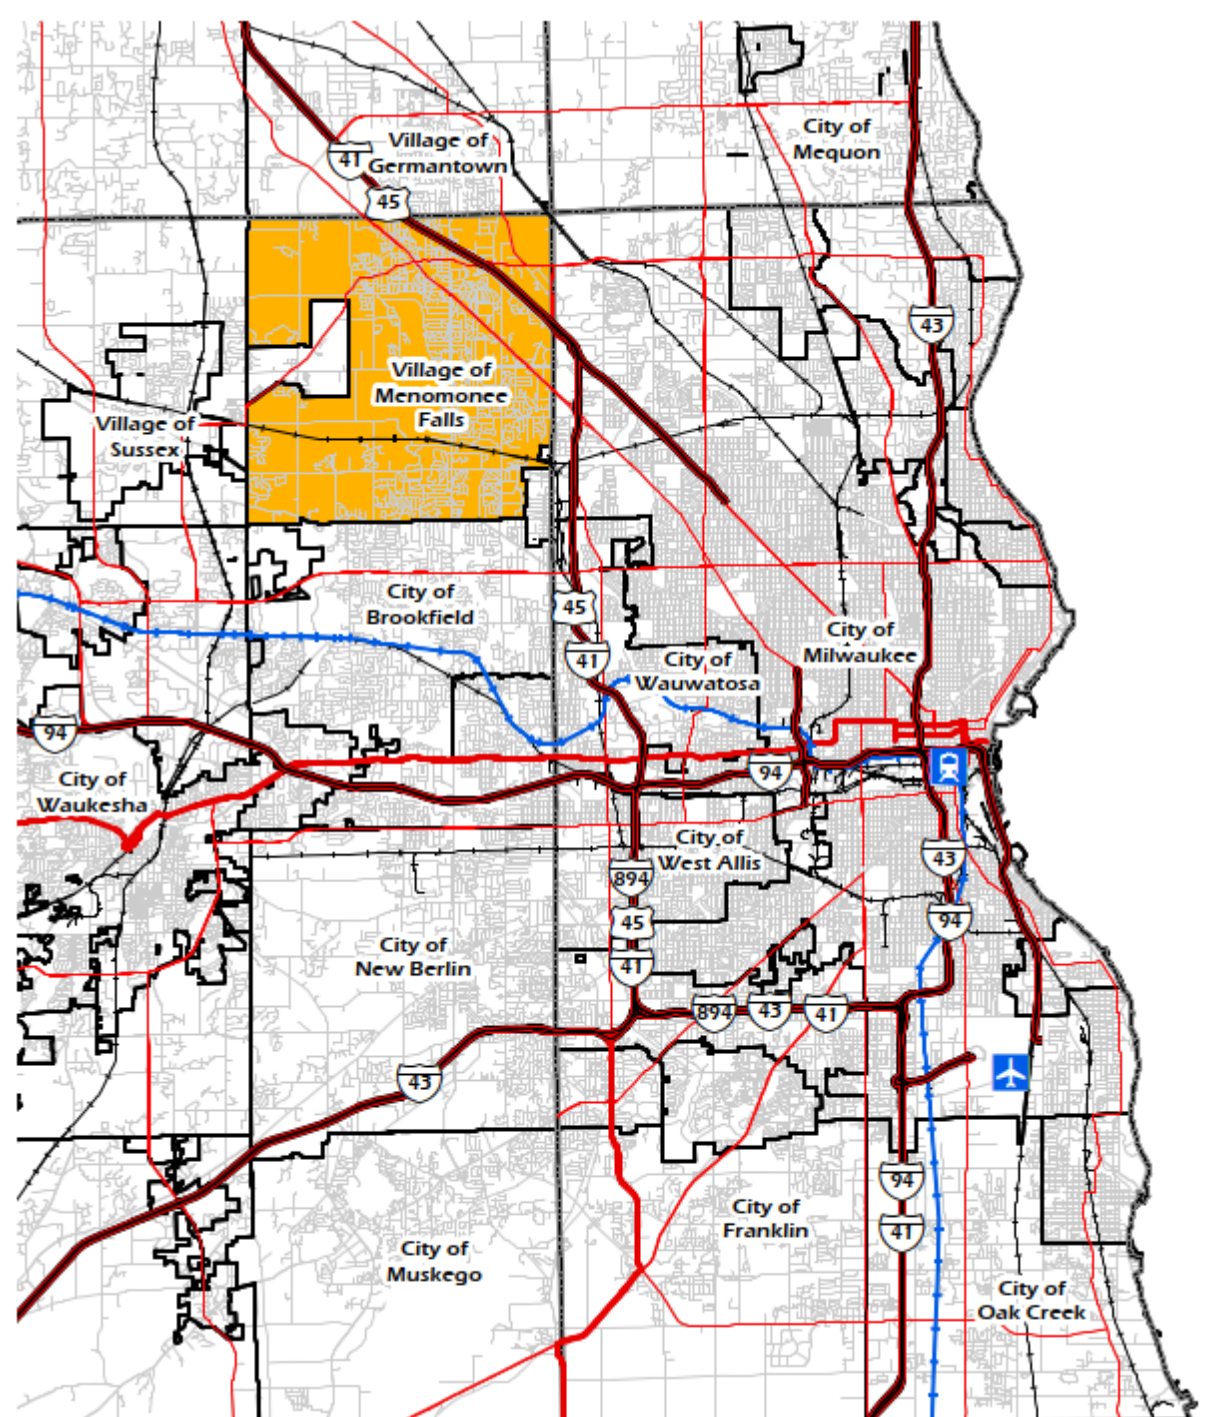 City of
Mequon
Village of
Germantown
41
45
43
Village of
Menomonee
Falls
Village of
Sussex
City of
Brookfield
45
41
City of
Milwaukee
City of
Wauwatosa
94
94
City of
Waukesha
City of
West Allis
43
894
45
94
41
City of
New Berlin
894
43
41
43
94
41
City of
Franklin
City of
Muskego
City of
Oak Creek